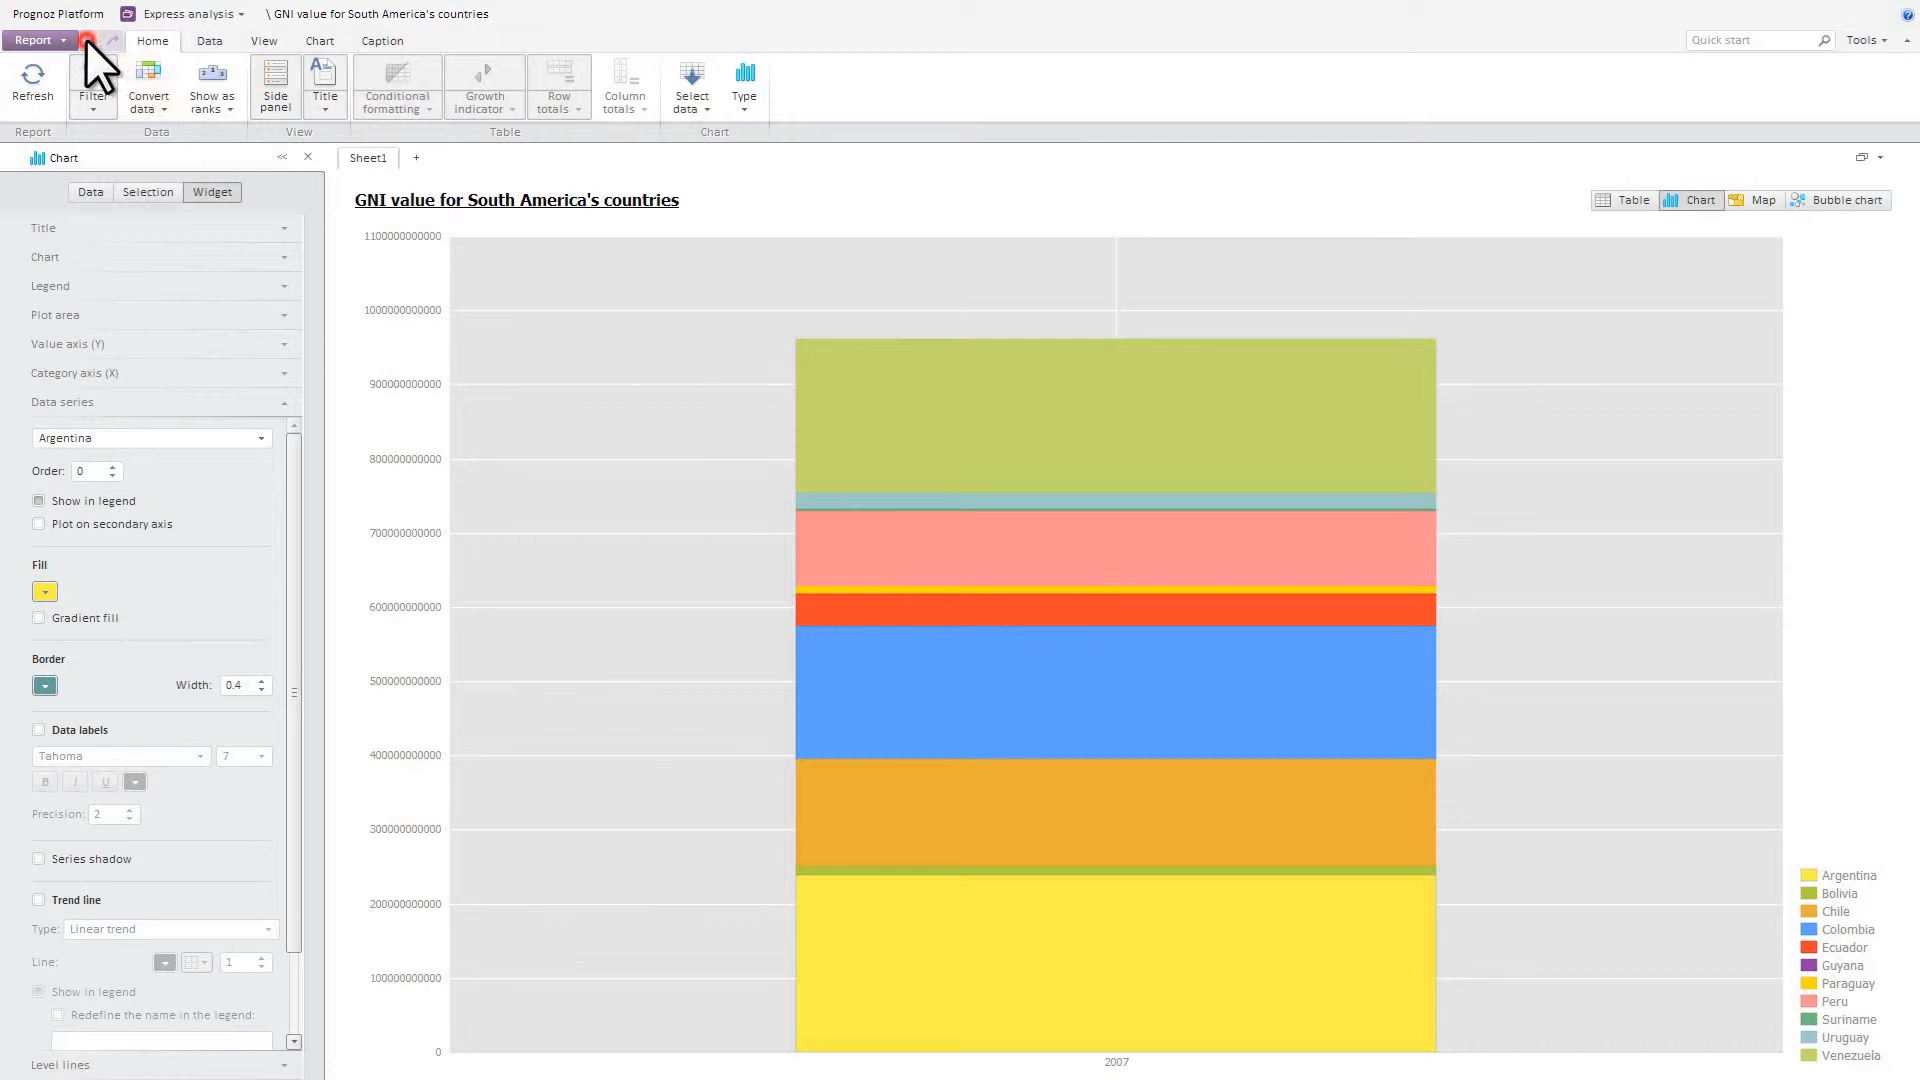 Prognoz Platform Express analysis \ GNI value for South America's countries
Report Home Data View Chart Caption Quick start Tools
Refresh Filter Convert data Show as ranks Side panel Title Conditional formatting Growth indicator Row totals Column totals Select data Type
Report Data View Table Chart
Chart Sheet1 +
Data Selection Widget
GNI value for South America's countries
Table Chart Map Bubble chart
Title
Chart
Legend
Plot area
Value axis (Y)
Category axis (X)
Data series
Argentina
Order: 0
Show in legend
Plot on secondary axis
Fill
Gradient fill
Border
Width: 0.4
Data labels
Tahoma 7
B I U
Precision: 2
Series shadow
Trend line
Type: Linear trend
Line: 1
Show in legend
Redefine the name in the legend:
Level lines
1100000000000
1000000000000
900000000000
800000000000
700000000000
600000000000
500000000000
400000000000
300000000000
200000000000
100000000000
0
2007
Argentina
Bolivia
Chile
Colombia
Ecuador
Guyana
Paraguay
Peru
Suriname
Uruguay
Venezuela